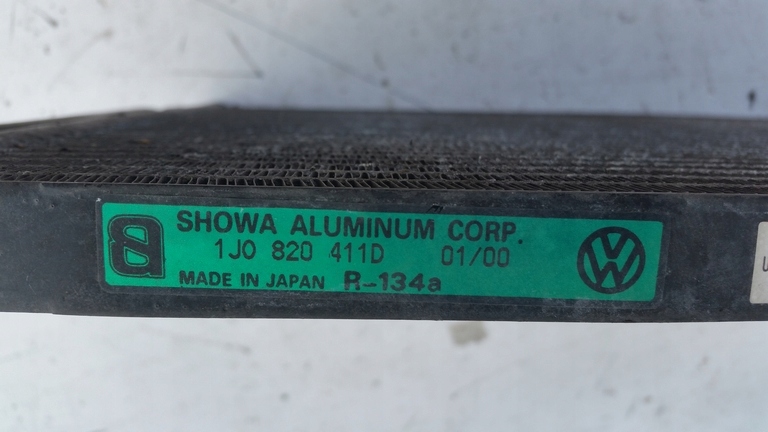 SHOWA ALUMINUM CORP.
1J0 820 411D 01/00
MADE IN JAPAN R-134a